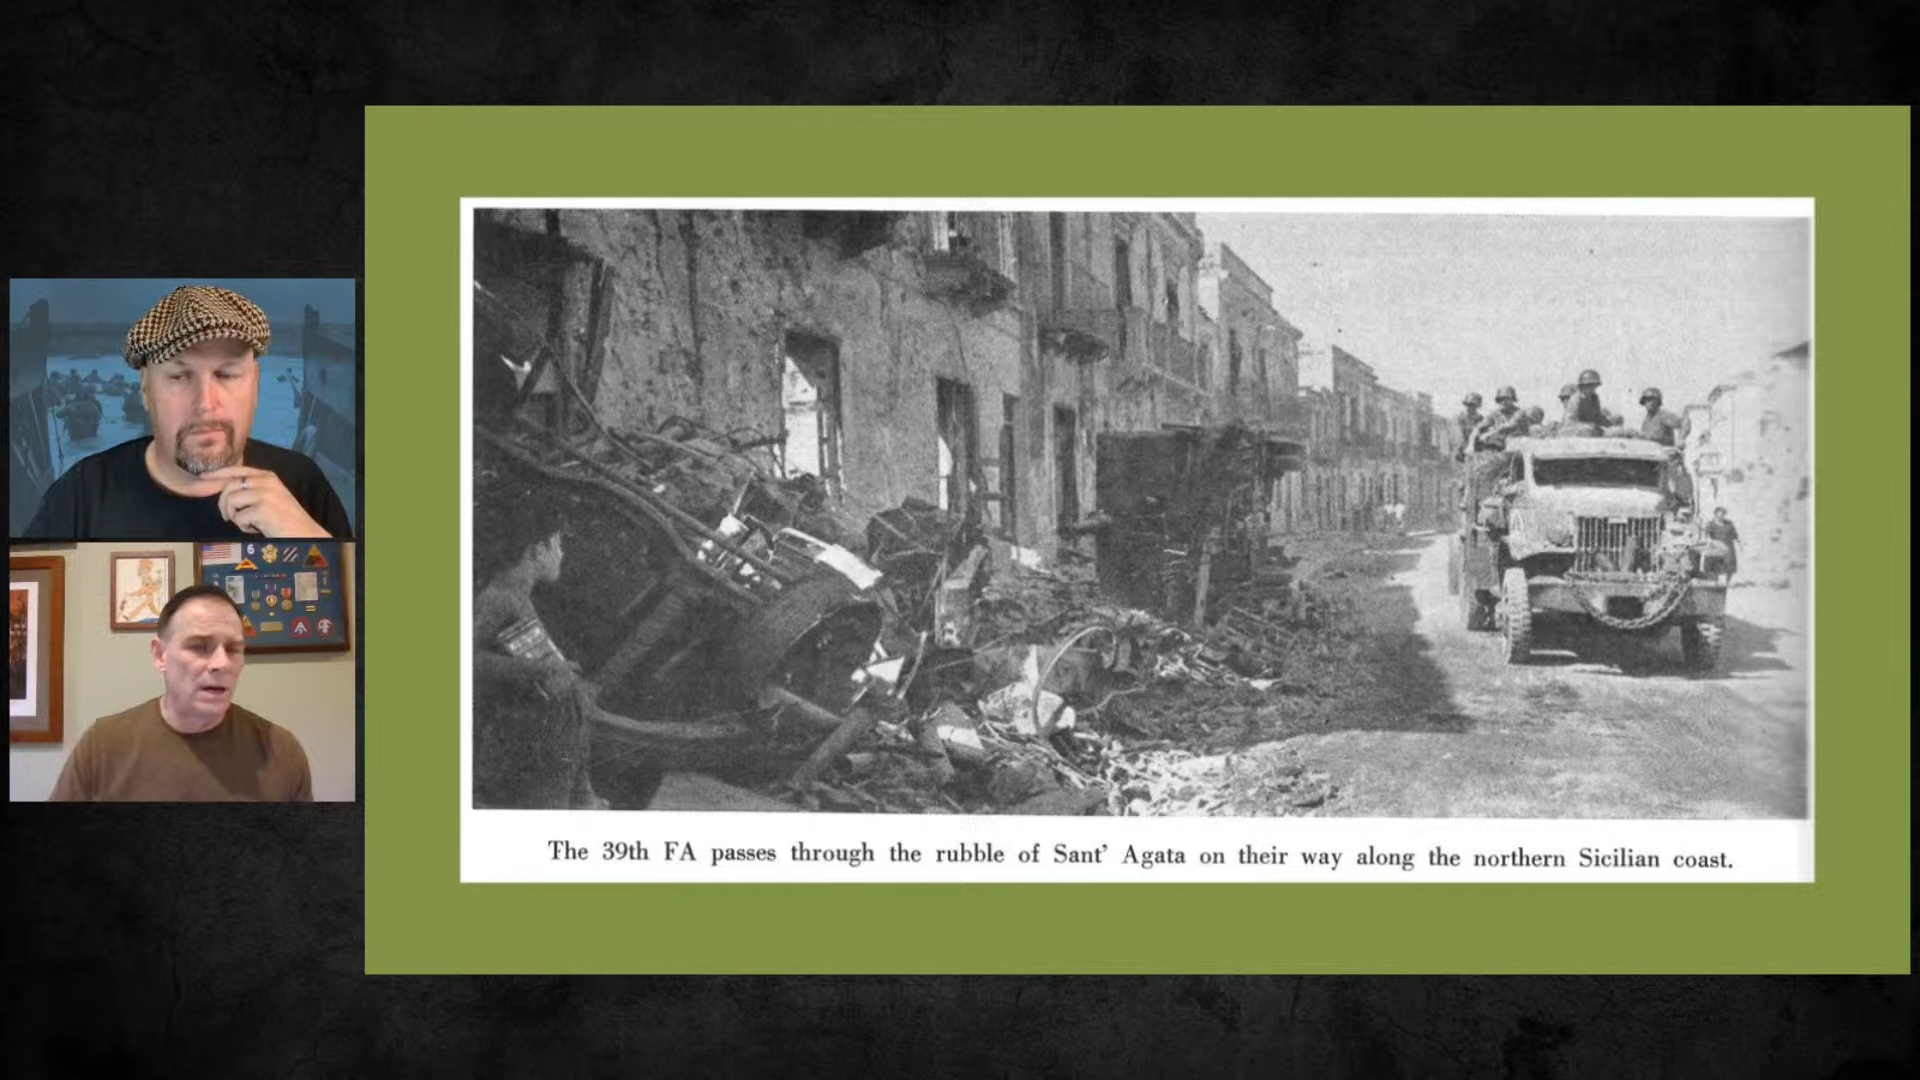 The 39th FA passes through the rubble of Sant' Agata on their way along the northern Sicilian coast.